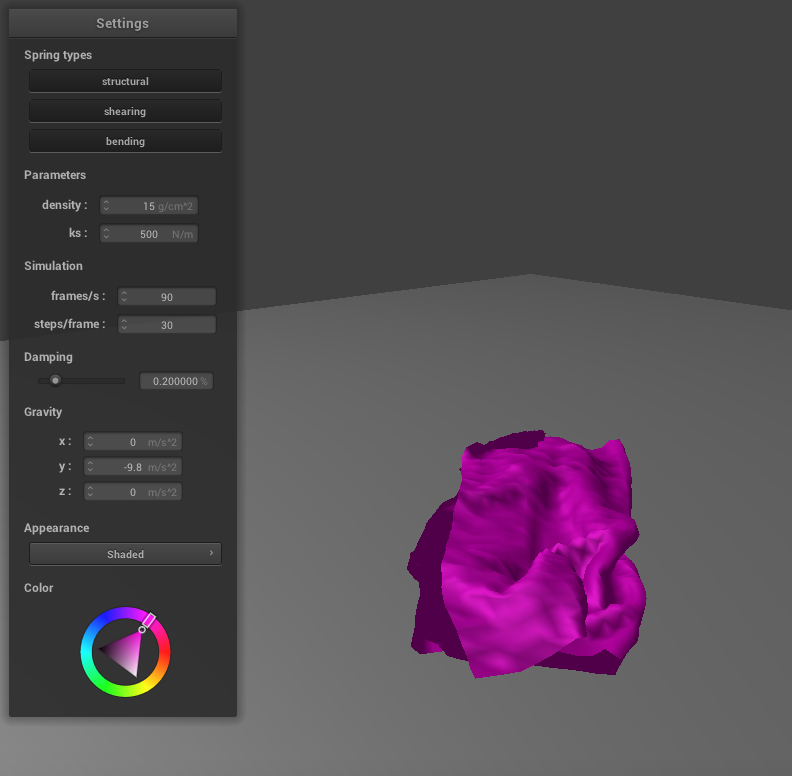 Settings
Spring types
structural
shearing
bending
Parameters
density : 15 g/cm^2
ks : 500 N/m
Simulation
frames/s : 90
steps/frame : 30
Damping
0.200000 %
Gravity
x : 0 m/s^2
y : -9.8 m/s^2
z : 0 m/s^2
Appearance
Shaded
Color